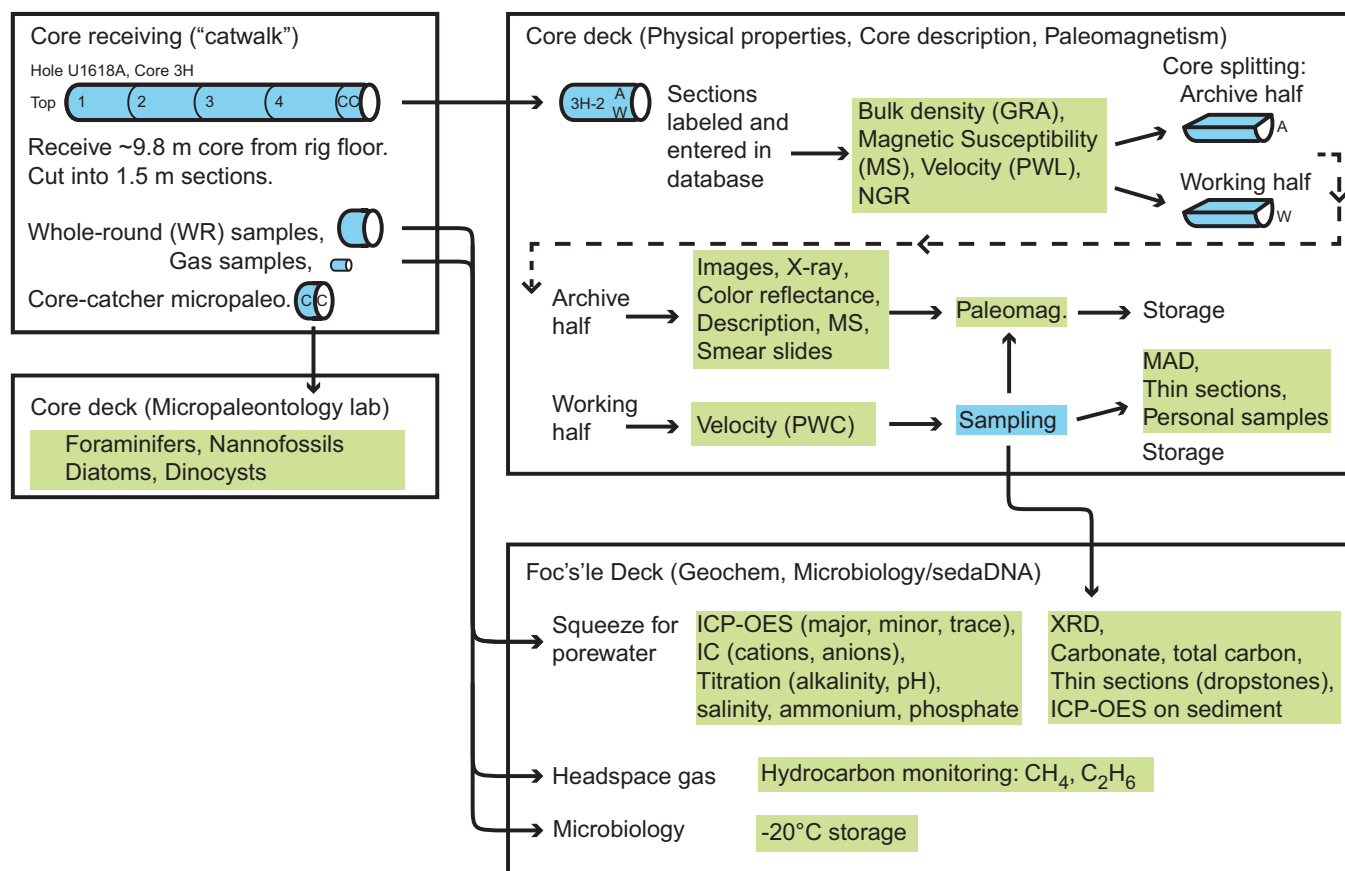 Core receiving (“catwalk”)
Hole U1618A, Core 3H
Top 1 2 3 4 CC
Receive ~9.8 m core from rig floor.
Cut into 1.5 m sections.
Whole-round (WR) samples,
Gas samples,
Core-catcher micropaleo. CC
Core deck (Micropaleontology lab)
Foraminifers, Nannofossils
Diatoms, Dinocysts
Core deck (Physical properties, Core description, Paleomagnetism)
3H-2 A
W
Sections
labeled and
entered in
database
Bulk density (GRA),
Magnetic Susceptibility
(MS), Velocity (PWL),
NGR
Core splitting:
Archive half
A
Working half
W
Archive
half
Images, X-ray,
Color reflectance,
Description, MS,
Smear slides
Paleomag.
Storage
Working
half
Velocity (PWC)
Sampling
MAD,
Thin sections,
Personal samples
Storage
Foc's'le Deck (Geochem, Microbiology/sedaDNA)
Squeeze for
porewater
ICP-OES (major, minor, trace),
IC (cations, anions),
Titration (alkalinity, pH),
salinity, ammonium, phosphate
XRD,
Carbonate, total carbon,
Thin sections (dropstones),
ICP-OES on sediment
Headspace gas
Hydrocarbon monitoring: CH4, C2H6
Microbiology
-20°C storage